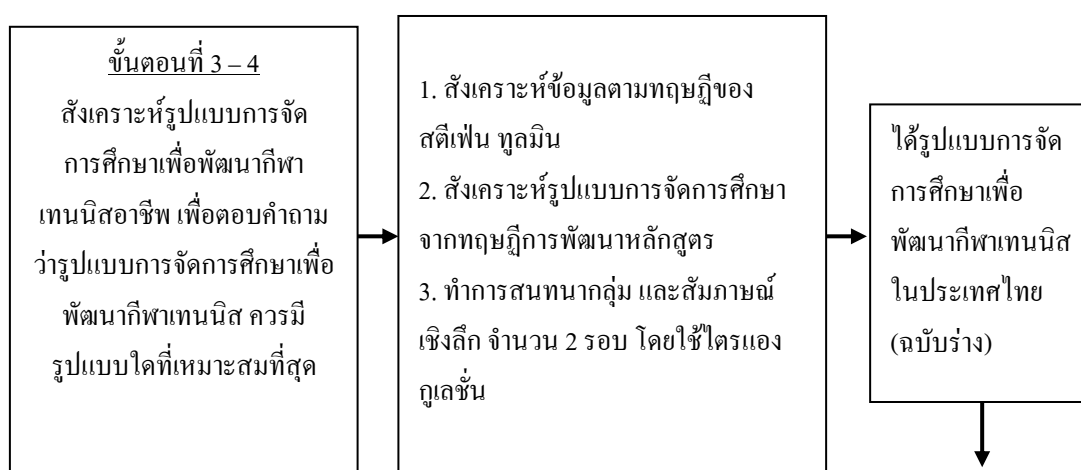 ขั้นตอนที่ 3 – 4
สังเคราะห์รูปแบบการจัด
การศึกษาเพื่อพัฒนากีฬา
เทนนิสอาชีพ เพื่อตอบคำถาม
ว่ารูปแบบการจัดการศึกษาเพื่อ
พัฒนากีฬาเทนนิส ควรมี
รูปแบบใดที่เหมาะสมที่สุด
1. สังเคราะห์ข้อมูลตามทฤษฏีของ
สตีเฟ่น ทูลมิน
2. สังเคราะห์รูปแบบการจัดการศึกษา
จากทฤษฏีการพัฒนาหลักสูตร
3. ทำการสนทนากลุ่ม และสัมภาษณ์
เชิงลึก จำนวน 2 รอบ โดยใช้ไตรแอง
กูเลชั่น
ได้รูปแบบการจัด
การศึกษาเพื่อ
พัฒนากีฬาเทนนิส
ในประเทศไทย
(ฉบับร่าง)